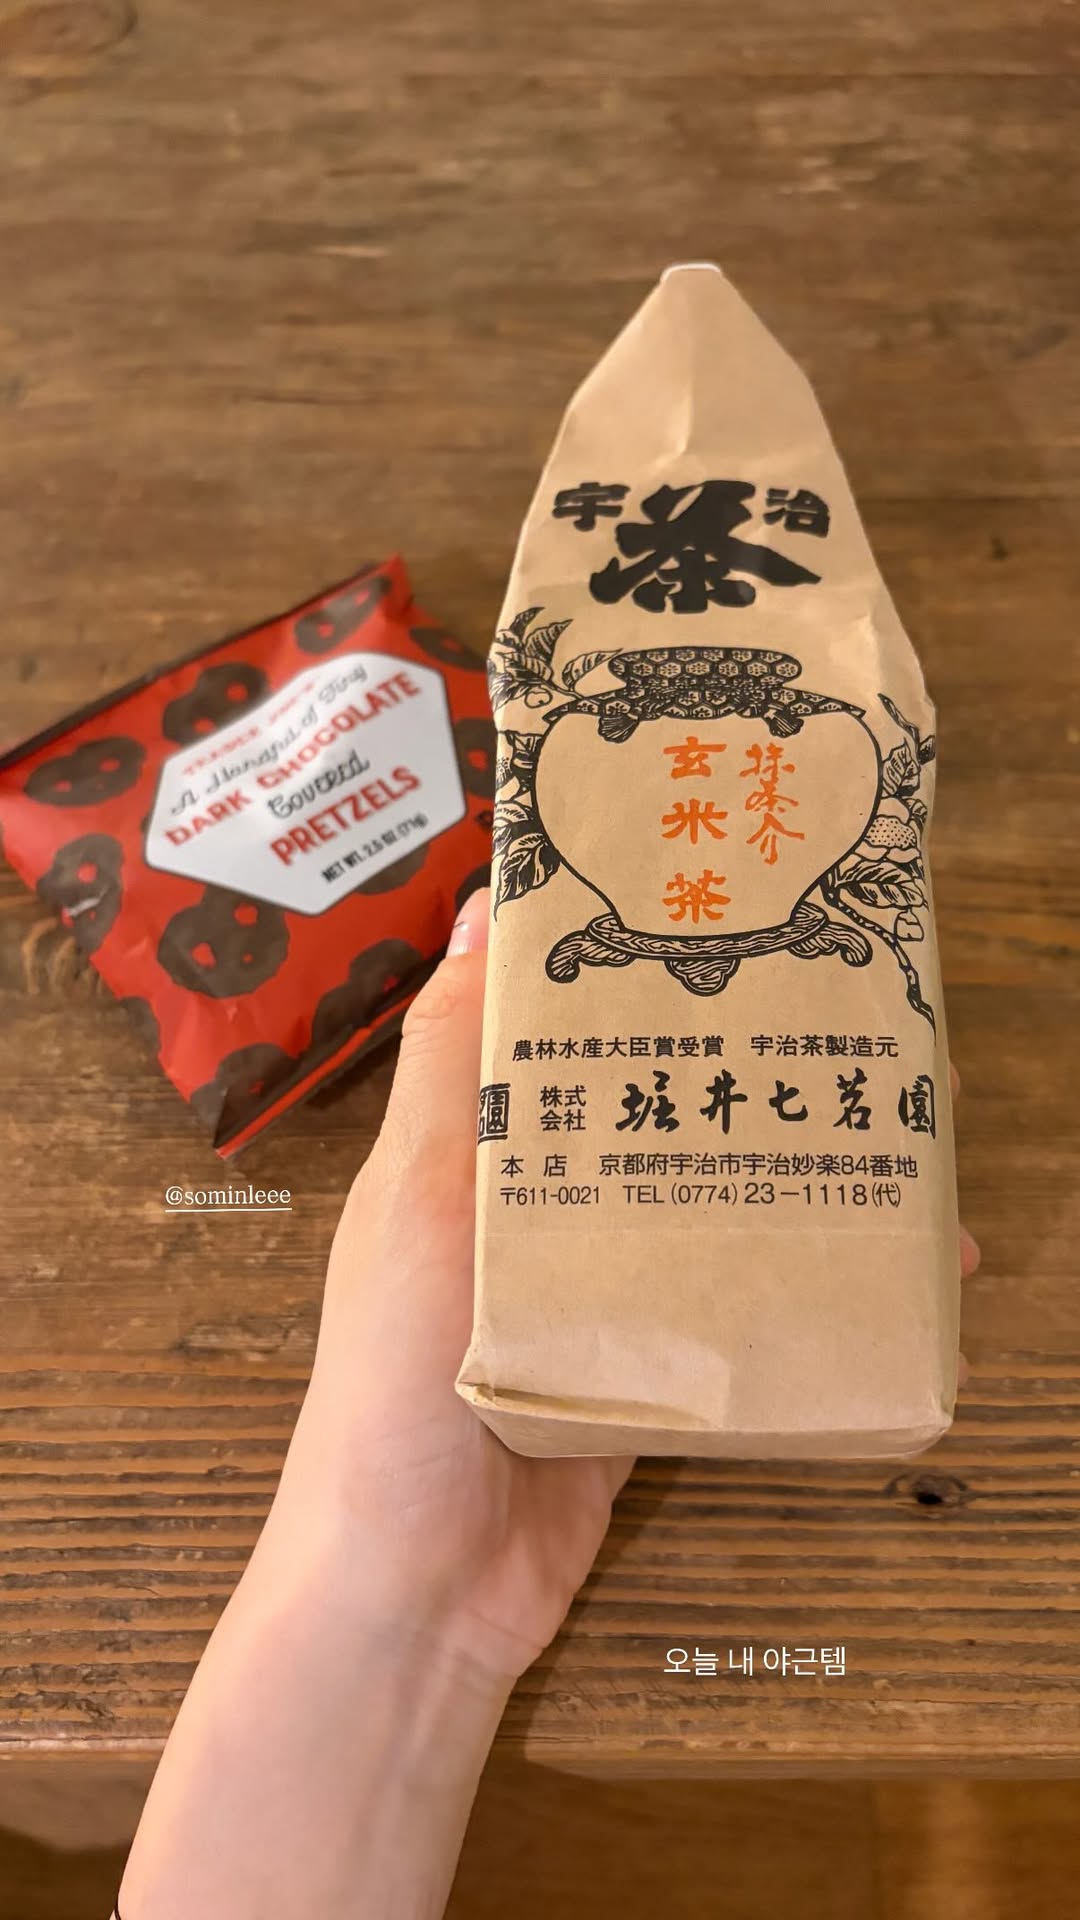 宇治
茶
抹茶介
玄米茶
農林水産大臣賞受賞 宇治茶製造元
株式会社 堀井七茗園
本店 京都府宇治市宇治妙楽84番地
〒611-0021 TEL(0774)23-1118(代)
TRADER JOE'S
A Handful of Tiny
DARK CHOCOLATE
Covered
PRETZELS
NET WT. 2.5 OZ (71g)
@sominleee
오늘 내 야근템